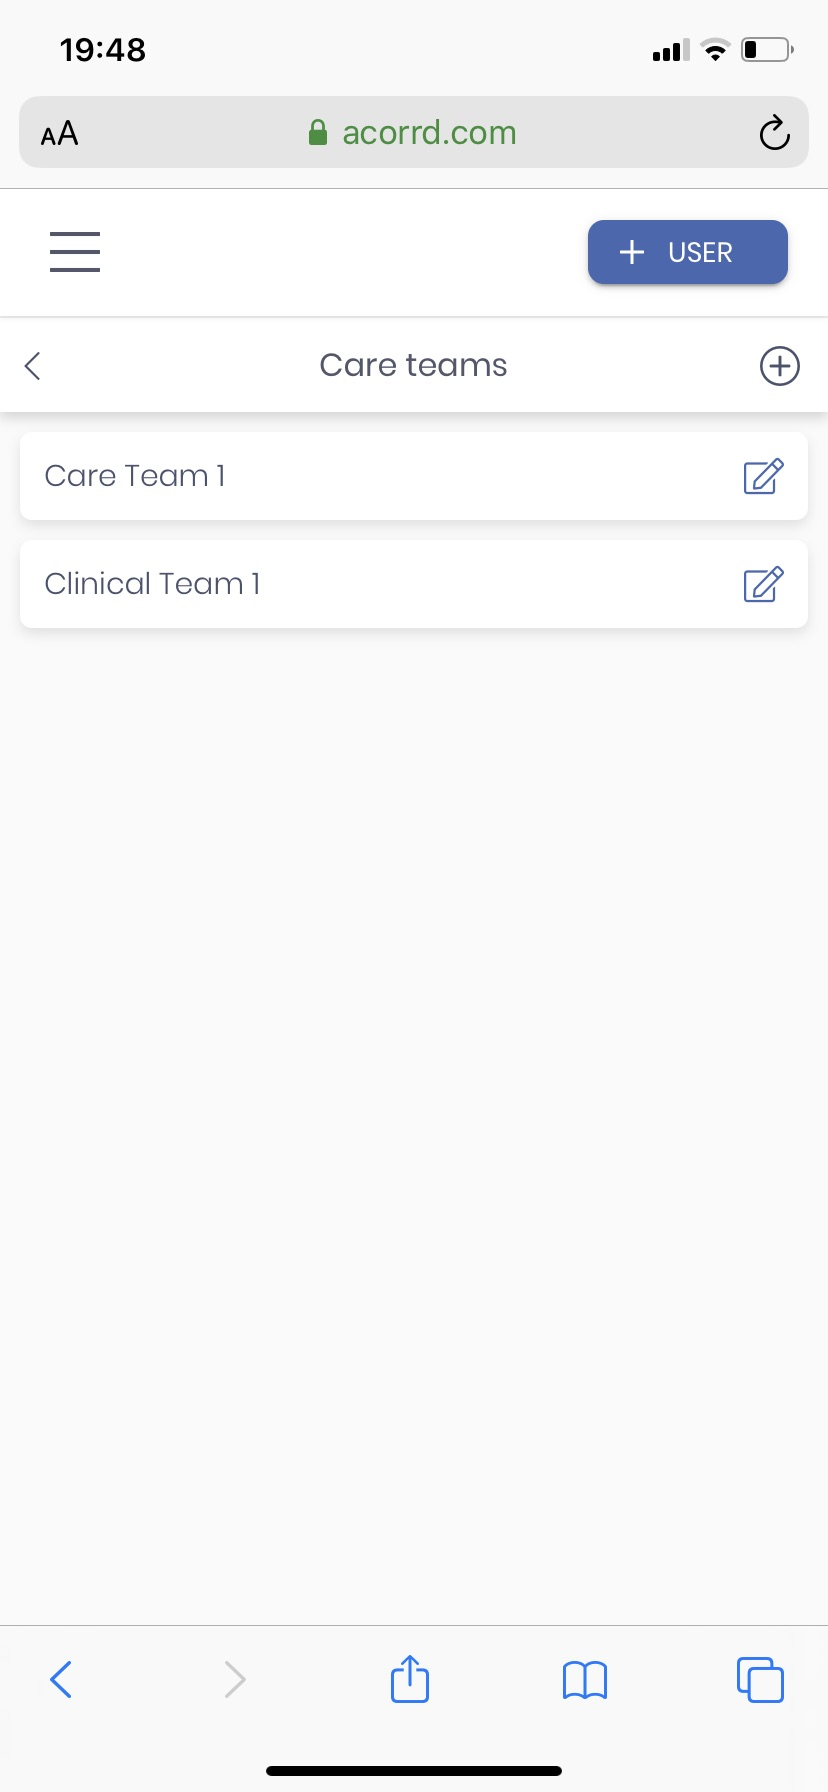 19:48
AA acorrd.com
+ USER
Care teams
Care Team 1
Clinical Team 1